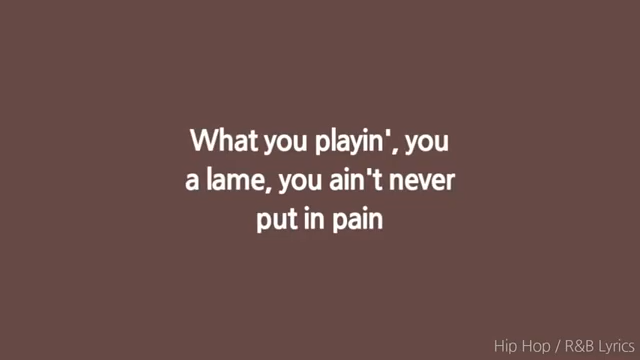 What you playin', you
a lame, you ain't never
put in pain
Hip Hop / R&B Lyrics